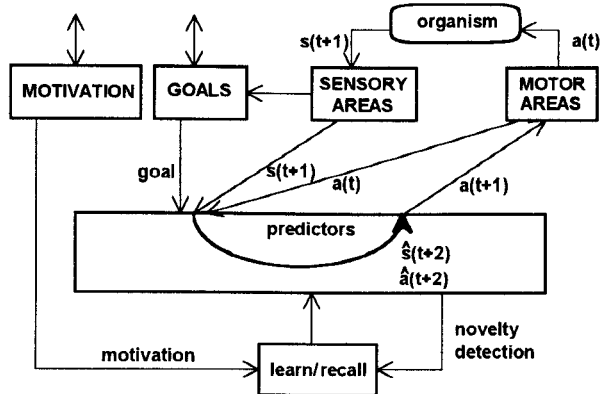 organism
s(t+1)
a(t)
MOTIVATION
GOALS
SENSORY
AREAS
MOTOR
AREAS
goal
s(t+1)
a(t)
a(t+1)
predictors
ŝ(t+2)
â(t+2)
motivation
learn/recall
novelty
detection